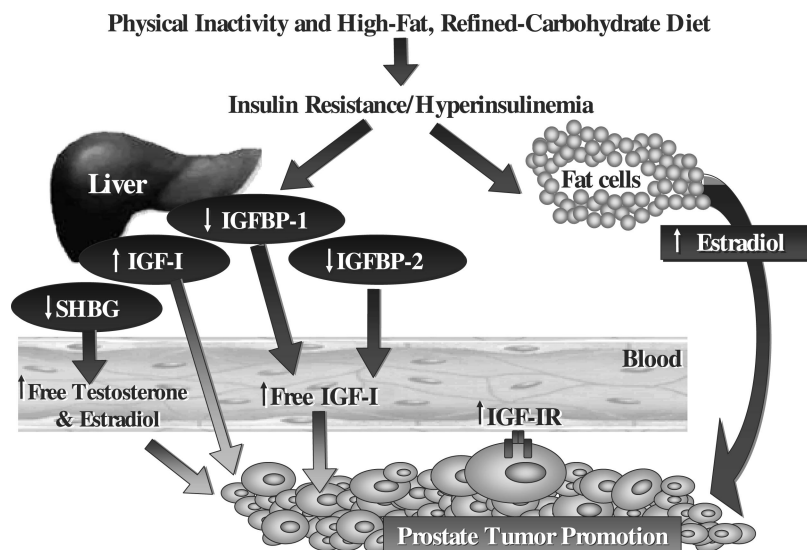 Physical Inactivity and High-Fat, Refined-Carbohydrate Diet
Insulin Resistance/Hyperinsulinemia
Liver
Fat cells
↓ IGFBP-1
↑ Estradiol
↑ IGF-I
↓IGFBP-2
↓SHBG
Blood
↑Free Testosterone
& Estradiol
↑Free IGF-I
↑IGF-IR
Prostate Tumor Promotion